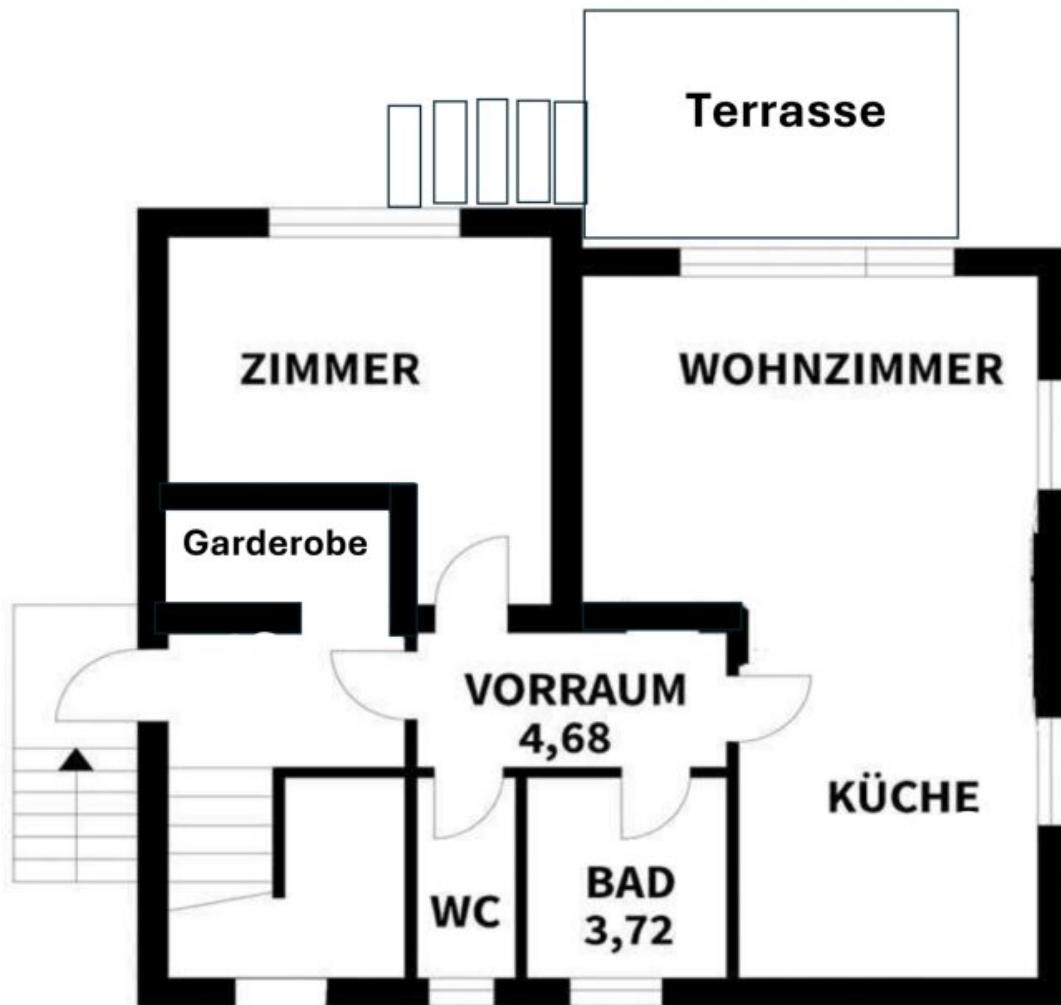 Terrasse
ZIMMER
WOHNZIMMER
Garderobe
VORRAUM
4,68
KÜCHE
BAD
3,72
WC